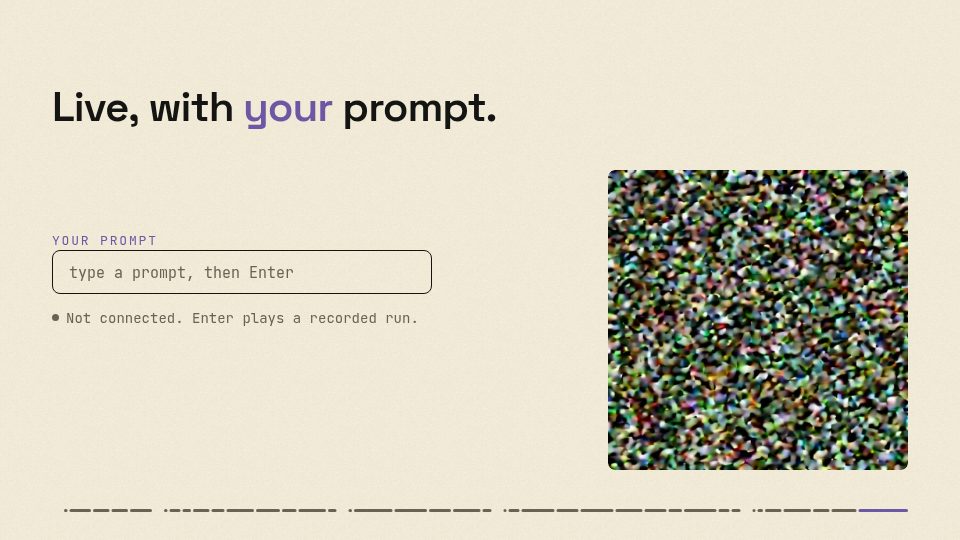 Live, with your prompt.
YOUR PROMPT
type a prompt, then Enter
Not connected. Enter plays a recorded run.